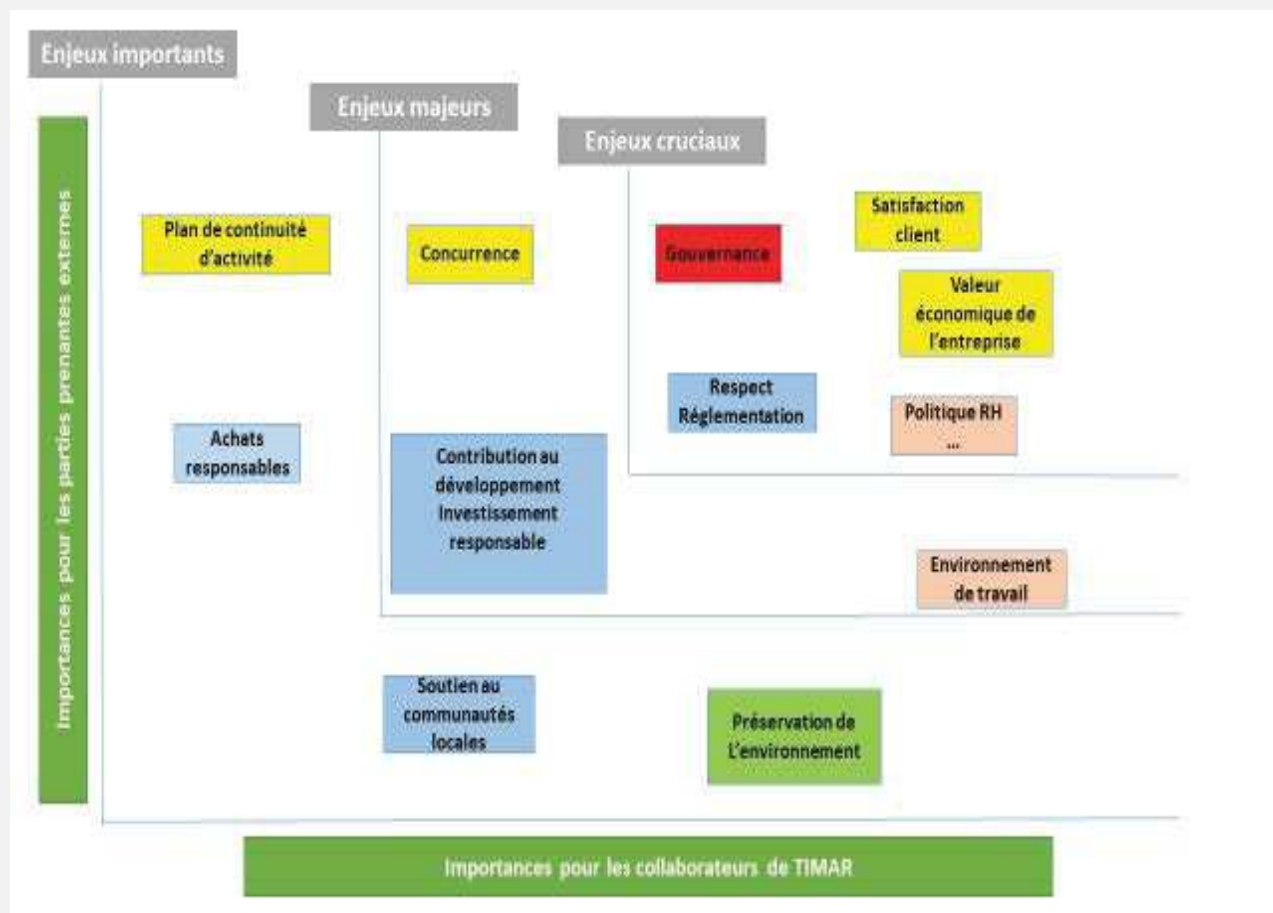 Enjeux importants
Enjeux majeurs
Enjeux cruciaux
Importances pour les parties prenantes externes
Plan de continuité
d'activité
Concurrence
Gouvernance
Satisfaction
client
Valeur
économique de
l'entreprise
Achats
responsables
Contribution au
développement
Investissement
responsable
Respect
Réglementation
Politique RH
...
Environnement
de travail
Soutien au
communautés
locales
Préservation de
L'environnement
Importances pour les collaborateurs de TIMAR